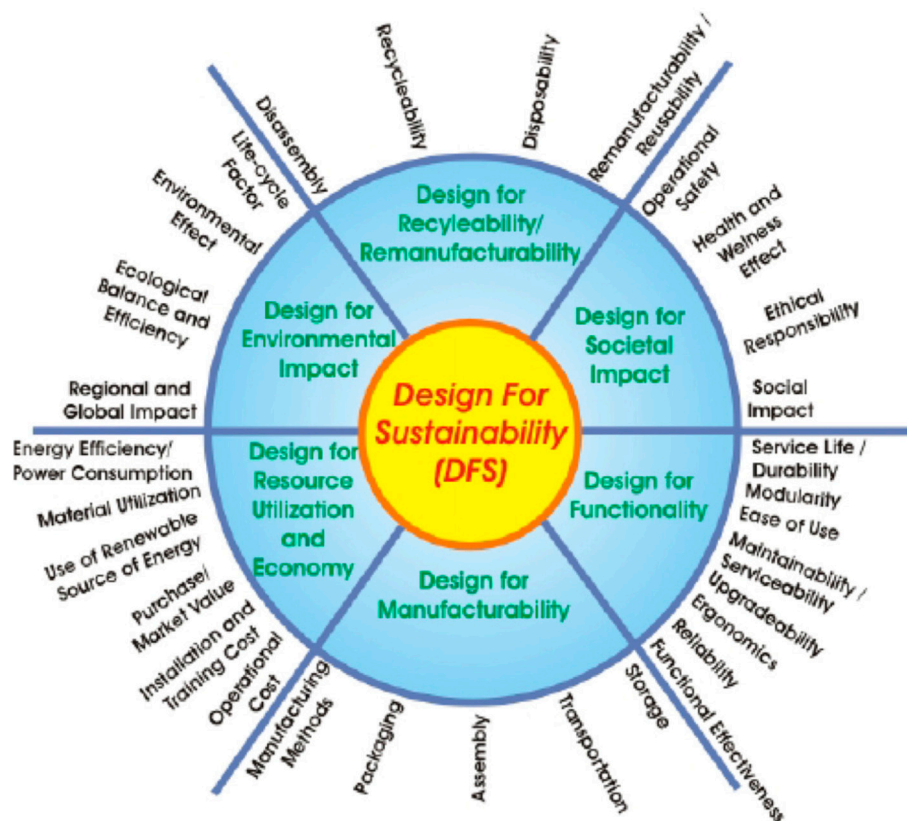 Disassembly
Recycleability
Disposability
Remanufacturability /
Reusability
Operational
Safety
Health and
Welness
Effect
Ethical
Responsibility
Social
Impact
Service Life /
Durability
Modularity
Ease of Use
Maintainability /
Serviceability
Upgradeability
Ergonomics
Reliability
Functional Effectiveness
Storage
Transportation
Assembly
Packaging
Manufacturing
Methods
Operational
Cost
Installation and
Training Cost
Purchase/
Market Value
Use of Renewable
Source of Energy
Material Utilization
Energy Efficiency/
Power Consumption
Regional and
Global Impact
Ecological
Balance and
Efficiency
Environmental
Effect
Life-cycle
Factor
Design for
Recyleability/
Remanufacturability
Design for
Societal
Impact
Design for
Functionality
Design for
Manufacturability
Design for
Resource
Utilization
and
Economy
Design for
Environmental
Impact
Design For
Sustainability
(DFS)